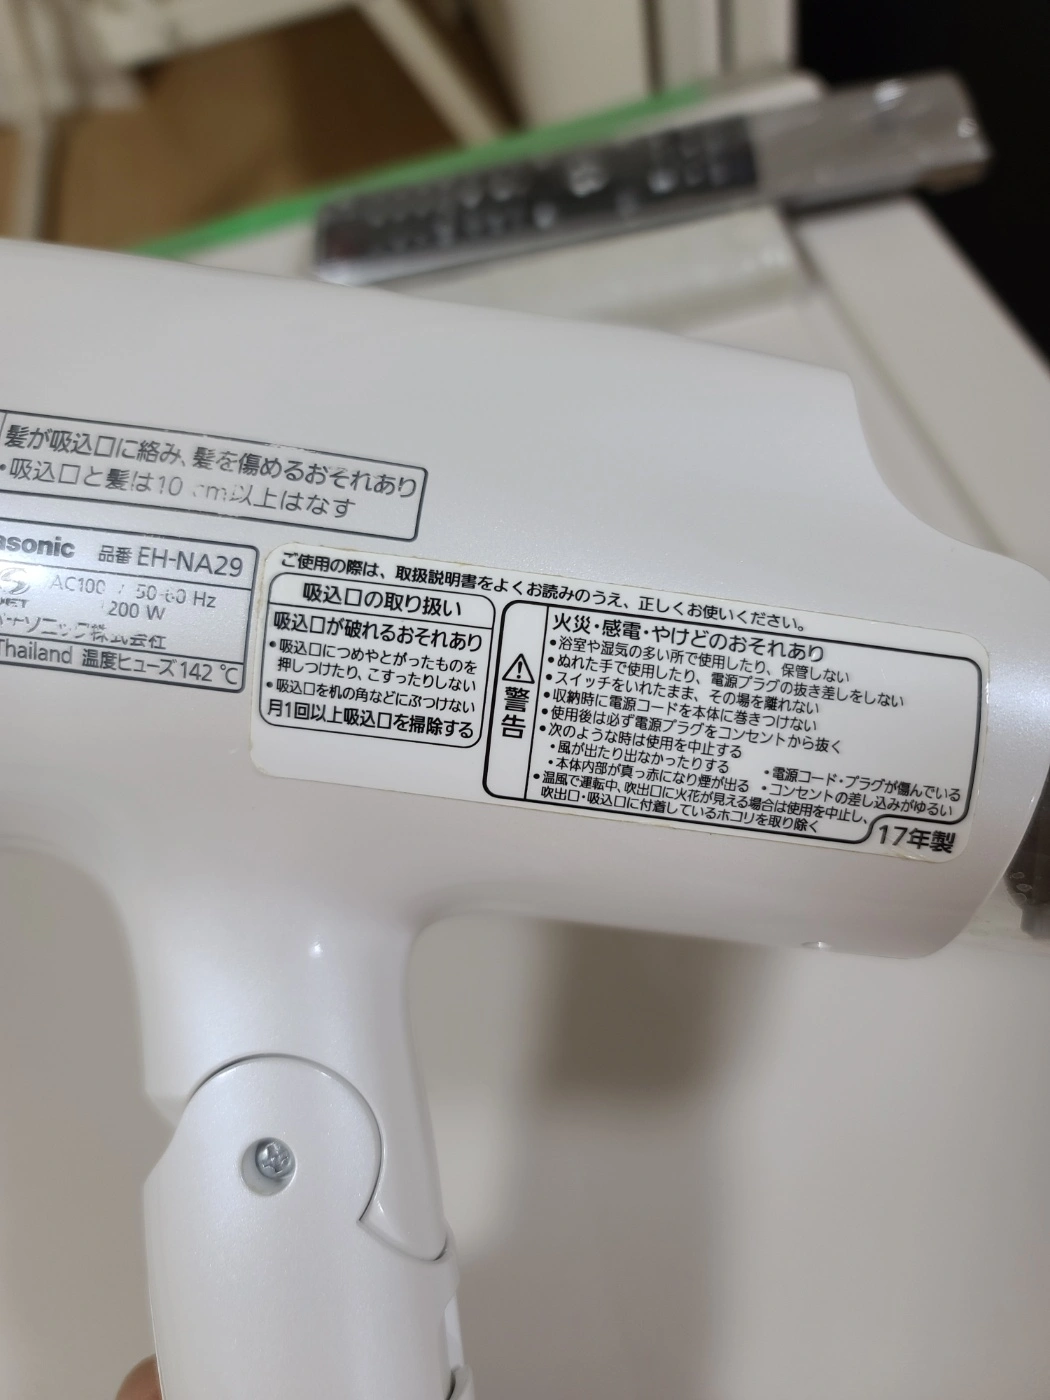 髪が吸込口に絡み、髪を傷めるおそれあり
•吸込口と髪は10 cm以上はなす
asonic 品番 EH-NA29
AC100 50-60 Hz
200 W
ナソニック株式会社
Thailand 温度ヒューズ142 ℃
ご使用の際は、取扱説明書をよくお読みのうえ、正しくお使いください。
吸込口の取り扱い
吸込口が破れるおそれあり
•吸込口につめやとがったものを
押しつけたり、こすったりしない
•吸込口を机の角などにぶつけない
月1回以上吸込口を掃除する
警告
火災・感電・やけどのおそれあり
•浴室や湿気の多い所で使用したり、保管しない
•ぬれた手で使用したり、電源プラグの抜き差しをしない
•スイッチをいれたまま、その場を離れない
•収納時に電源コードを本体に巻きつけない
•使用後は必ず電源プラグをコンセントから抜く
•次のような時は使用を中止する
•風が出たり出なかったりする
•本体内部が真っ赤になり煙が出る
•電源コード・プラグが傷んでいる
•コンセントの差し込みがゆるい
•温風で運転中、吹出口に火花が見える場合は使用を中止し、
吹出口・吸込口に付着しているホコリを取り除く
17年製